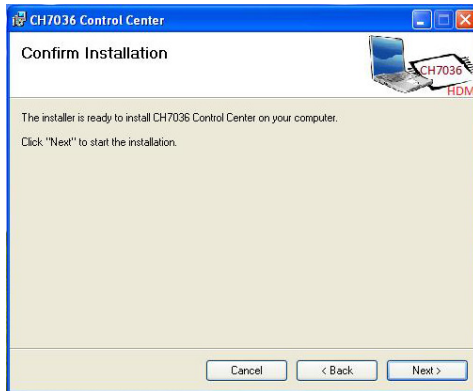 CH7036 Control Center
Confirm Installation
CH7036
HDMI
The installer is ready to install CH7036 Control Center on your computer.
Click "Next" to start the installation.
Cancel
< Back
Next >